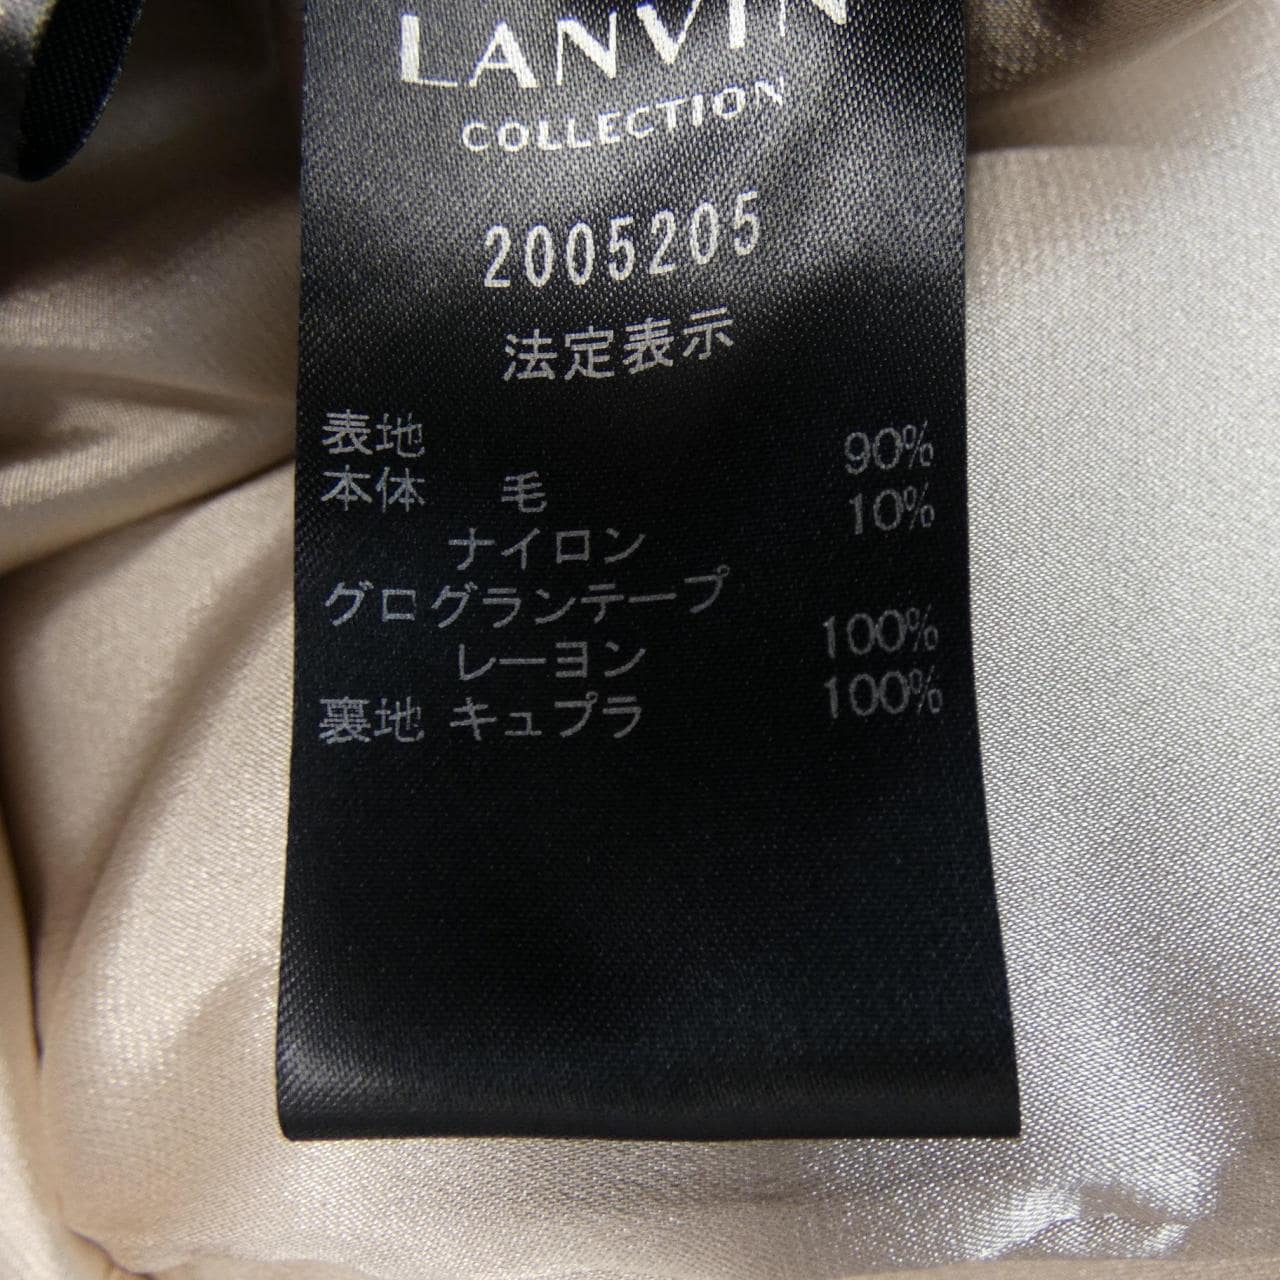 LANVIN
COLLECTION
2005205
法定表示
表地
本体 毛 90%
ナイロン 10%
グログランテープ
レーヨン 100%
裏地 キュプラ 100%